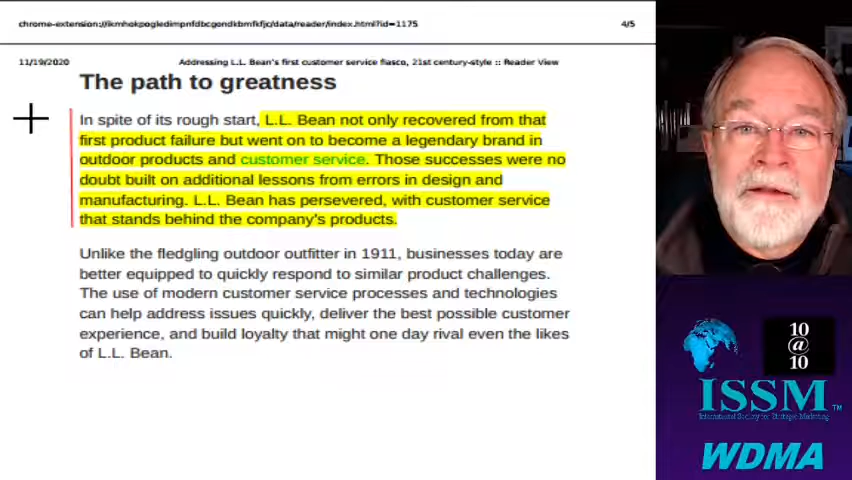 chrome-extension://ikmhokpogledimpnfdbcgondkbmfkfjc/data/reader/index.html?id=1175 4/5
11/19/2020 Addressing L.L. Bean's first customer service fiasco, 21st century-style :: Reader View
The path to greatness
In spite of its rough start, L.L. Bean not only recovered from that
first product failure but went on to become a legendary brand in
outdoor products and customer service. Those successes were no
doubt built on additional lessons from errors in design and
manufacturing. L.L. Bean has persevered, with customer service
that stands behind the company's products.
Unlike the fledgling outdoor outfitter in 1911, businesses today are
better equipped to quickly respond to similar product challenges.
The use of modern customer service processes and technologies
can help address issues quickly, deliver the best possible customer
experience, and build loyalty that might one day rival even the likes
of L.L. Bean.
10
@
10
ISSM™
International Society for Strategic Marketing
WDMA